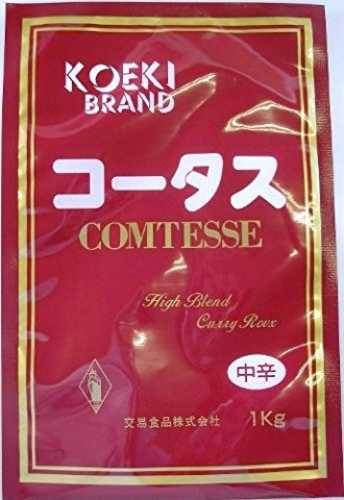 KOEKI
BRAND
コータス
COMTESSE
High Blend
Curry Roux
中辛
交易食品株式会社 1Kg